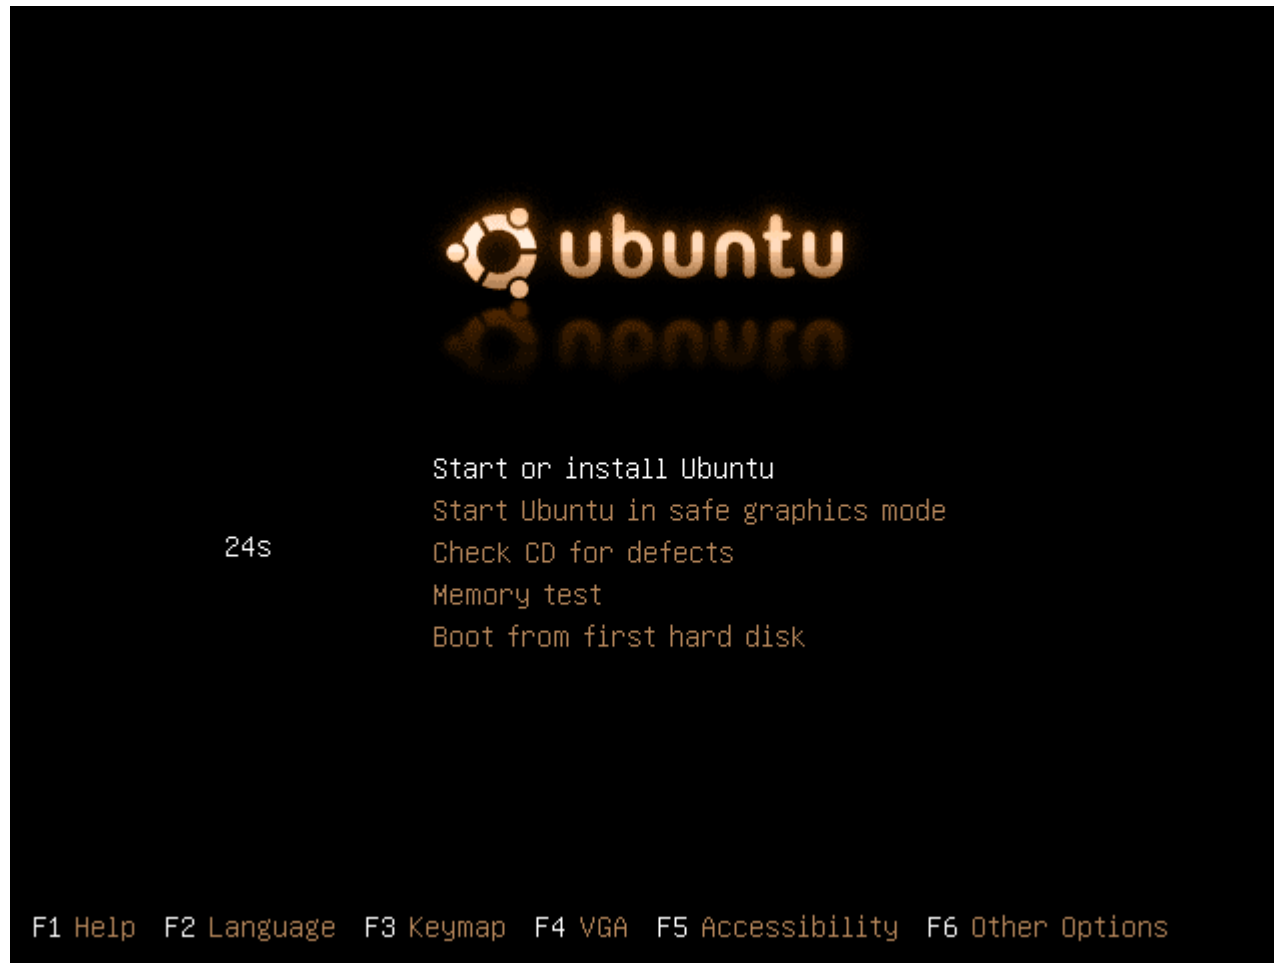 ubuntu
Start or install Ubuntu
Start Ubuntu in safe graphics mode
24s
Check CD for defects
Memory test
Boot from first hard disk
F1 Help F2 Language F3 Keymap F4 VGA F5 Accessibility F6 Other Options